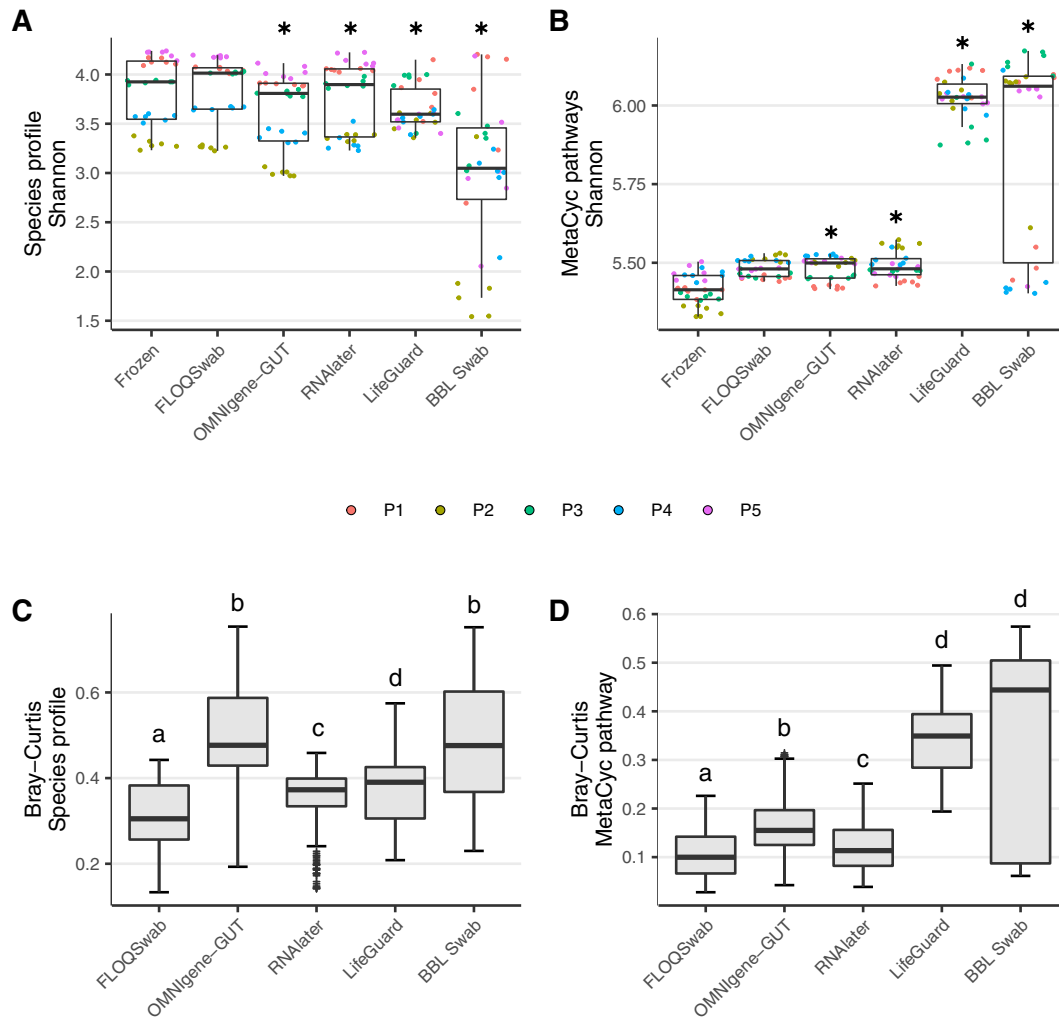 A
Species profile
Shannon
4.0
3.5
3.0
2.5
2.0
1.5
* * * *
Frozen
FLOQSwab
OMNIgene−GUT
RNAlater
LifeGuard
BBL Swab
B
MetaCyc pathways
Shannon
6.00
5.75
5.50
* * * *
Frozen
FLOQSwab
OMNIgene−GUT
RNAlater
LifeGuard
BBL Swab
P1 P2 P3 P4 P5
C
Bray−Curtis
Species profile
0.6
0.4
0.2
a b c d b
FLOQSwab
OMNIgene−GUT
RNAlater
LifeGuard
BBL Swab
D
Bray−Curtis
MetaCyc pathway
0.6
0.5
0.4
0.3
0.2
0.1
a b c d d
FLOQSwab
OMNIgene−GUT
RNAlater
LifeGuard
BBL Swab